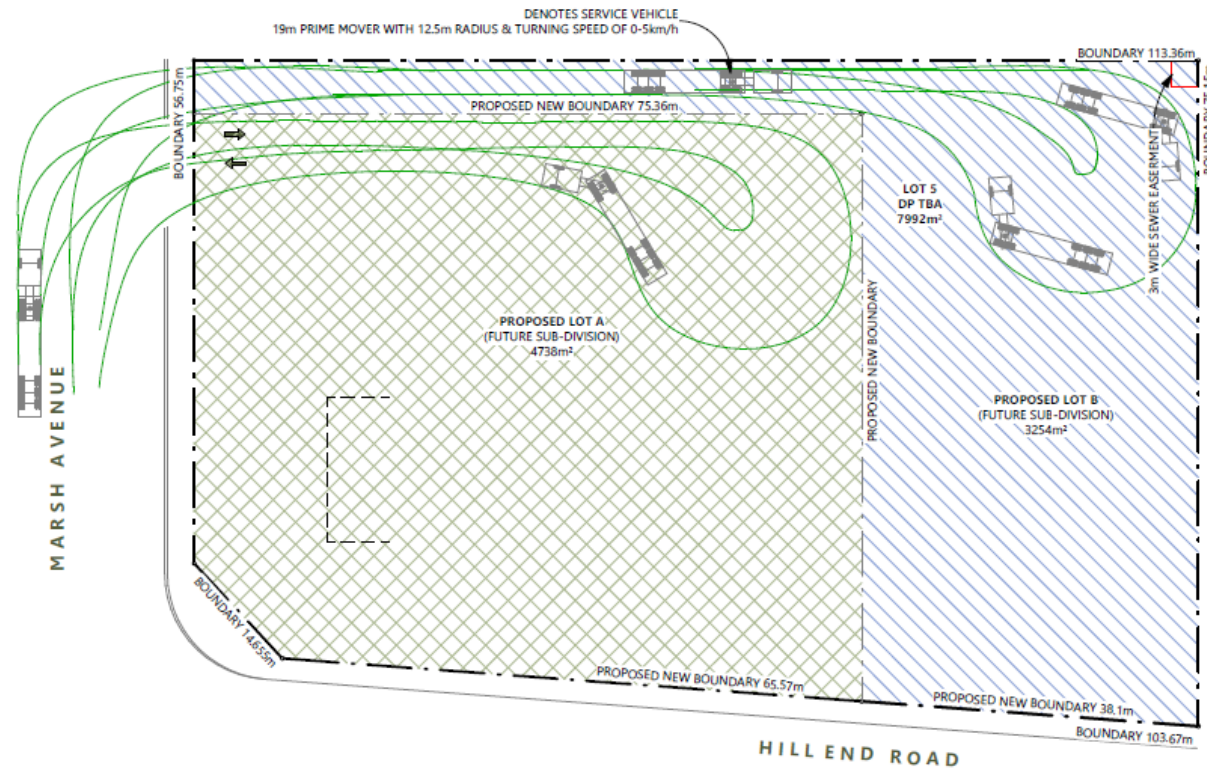 DENOTES SERVICE VEHICLE
19m PRIME MOVER WITH 12.5m RADIUS & TURNING SPEED OF 0-5km/h
BOUNDARY 113.36m
BOUNDARY 56.75m
PROPOSED NEW BOUNDARY 75.36m
BOUNDARY
3m WIDE SEWER EASERMENT
LOT 5
DP TBA
7992m²
PROPOSED NEW BOUNDARY
PROPOSED LOT A
(FUTURE SUB-DIVISION)
4738m²
PROPOSED LOT B
(FUTURE SUB-DIVISION)
3254m²
MARSH AVENUE
BOUNDARY 14.655m
PROPOSED NEW BOUNDARY 65.57m
PROPOSED NEW BOUNDARY 38.1m
BOUNDARY 103.67m
HILL END ROAD